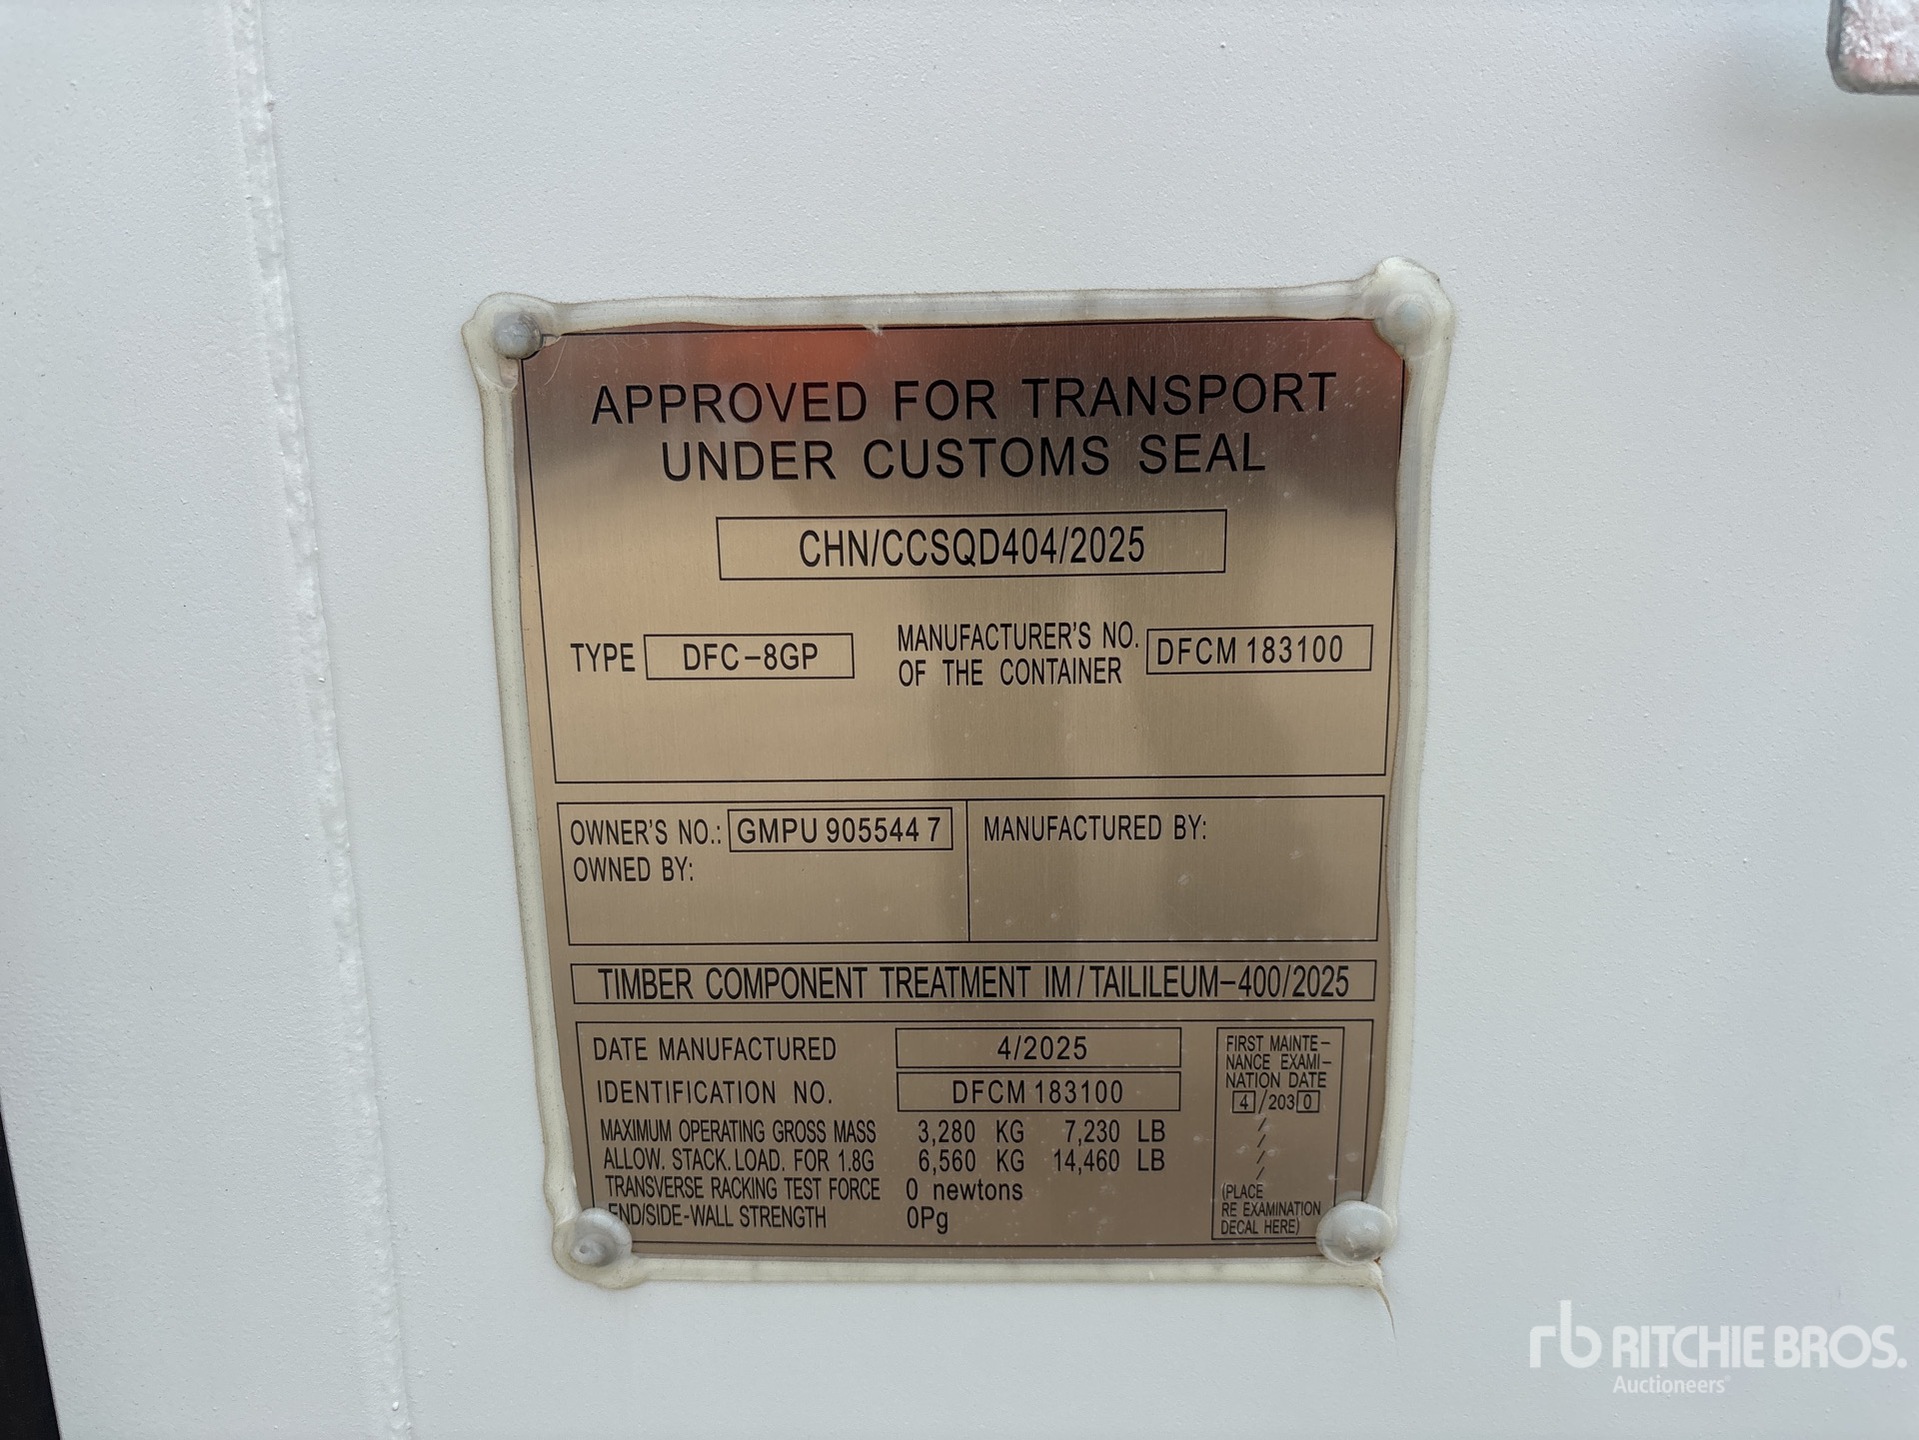 APPROVED FOR TRANSPORT
UNDER CUSTOMS SEAL
CHN/CCSQD404/2025
TYPE DFC-8GP
MANUFACTURER'S NO.
OF THE CONTAINER
DFCM 183100
OWNER'S NO.: GMPU 905544 7
OWNED BY:
MANUFACTURED BY:
TIMBER COMPONENT TREATMENT IM/TAILILEUM-400/2025
DATE MANUFACTURED 4/2025
IDENTIFICATION NO. DFCM 183100
MAXIMUM OPERATING GROSS MASS 3,280 KG 7,230 LB
ALLOW. STACK. LOAD. FOR 1.8G 6,560 KG 14,460 LB
TRANSVERSE RACKING TEST FORCE 0 newtons
END/SIDE-WALL STRENGTH 0Pg
FIRST MAINTE-
NANCE EXAMI-
NATION DATE
4/2030
/
/
/
/
(PLACE
RE EXAMINATION
DECAL HERE)
rb RITCHIE BROS.
Auctioneers